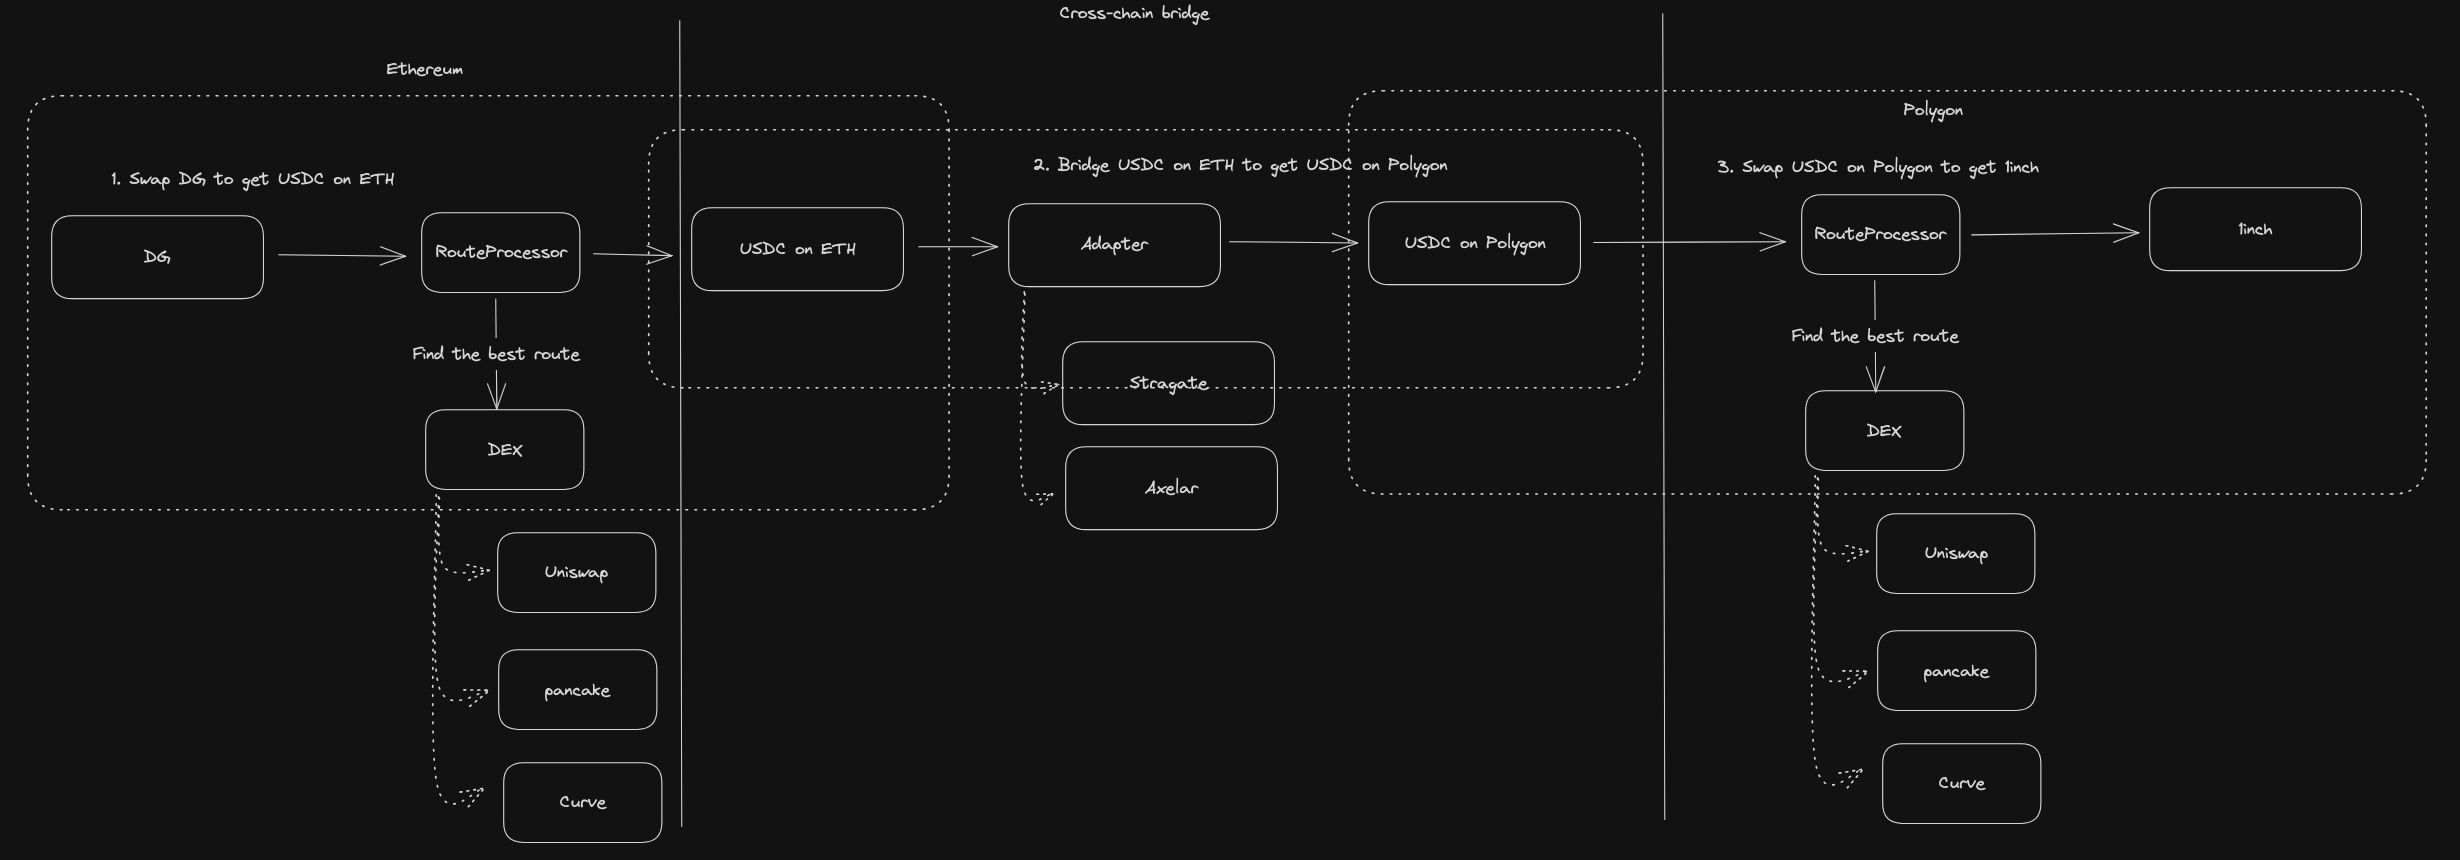 Cross-chain bridge
Ethereum
Polygon
1. Swap DG to get USDC on ETH
2. Bridge USDC on ETH to get USDC on Polygon
3. Swap USDC on Polygon to get 1inch
DG
RouteProcessor
USDC on ETH
Adapter
USDC on Polygon
RouteProcessor
1inch
Find the best route
Find the best route
Stragate
DEX
DEX
Axelar
Uniswap
Uniswap
pancake
pancake
Curve
Curve